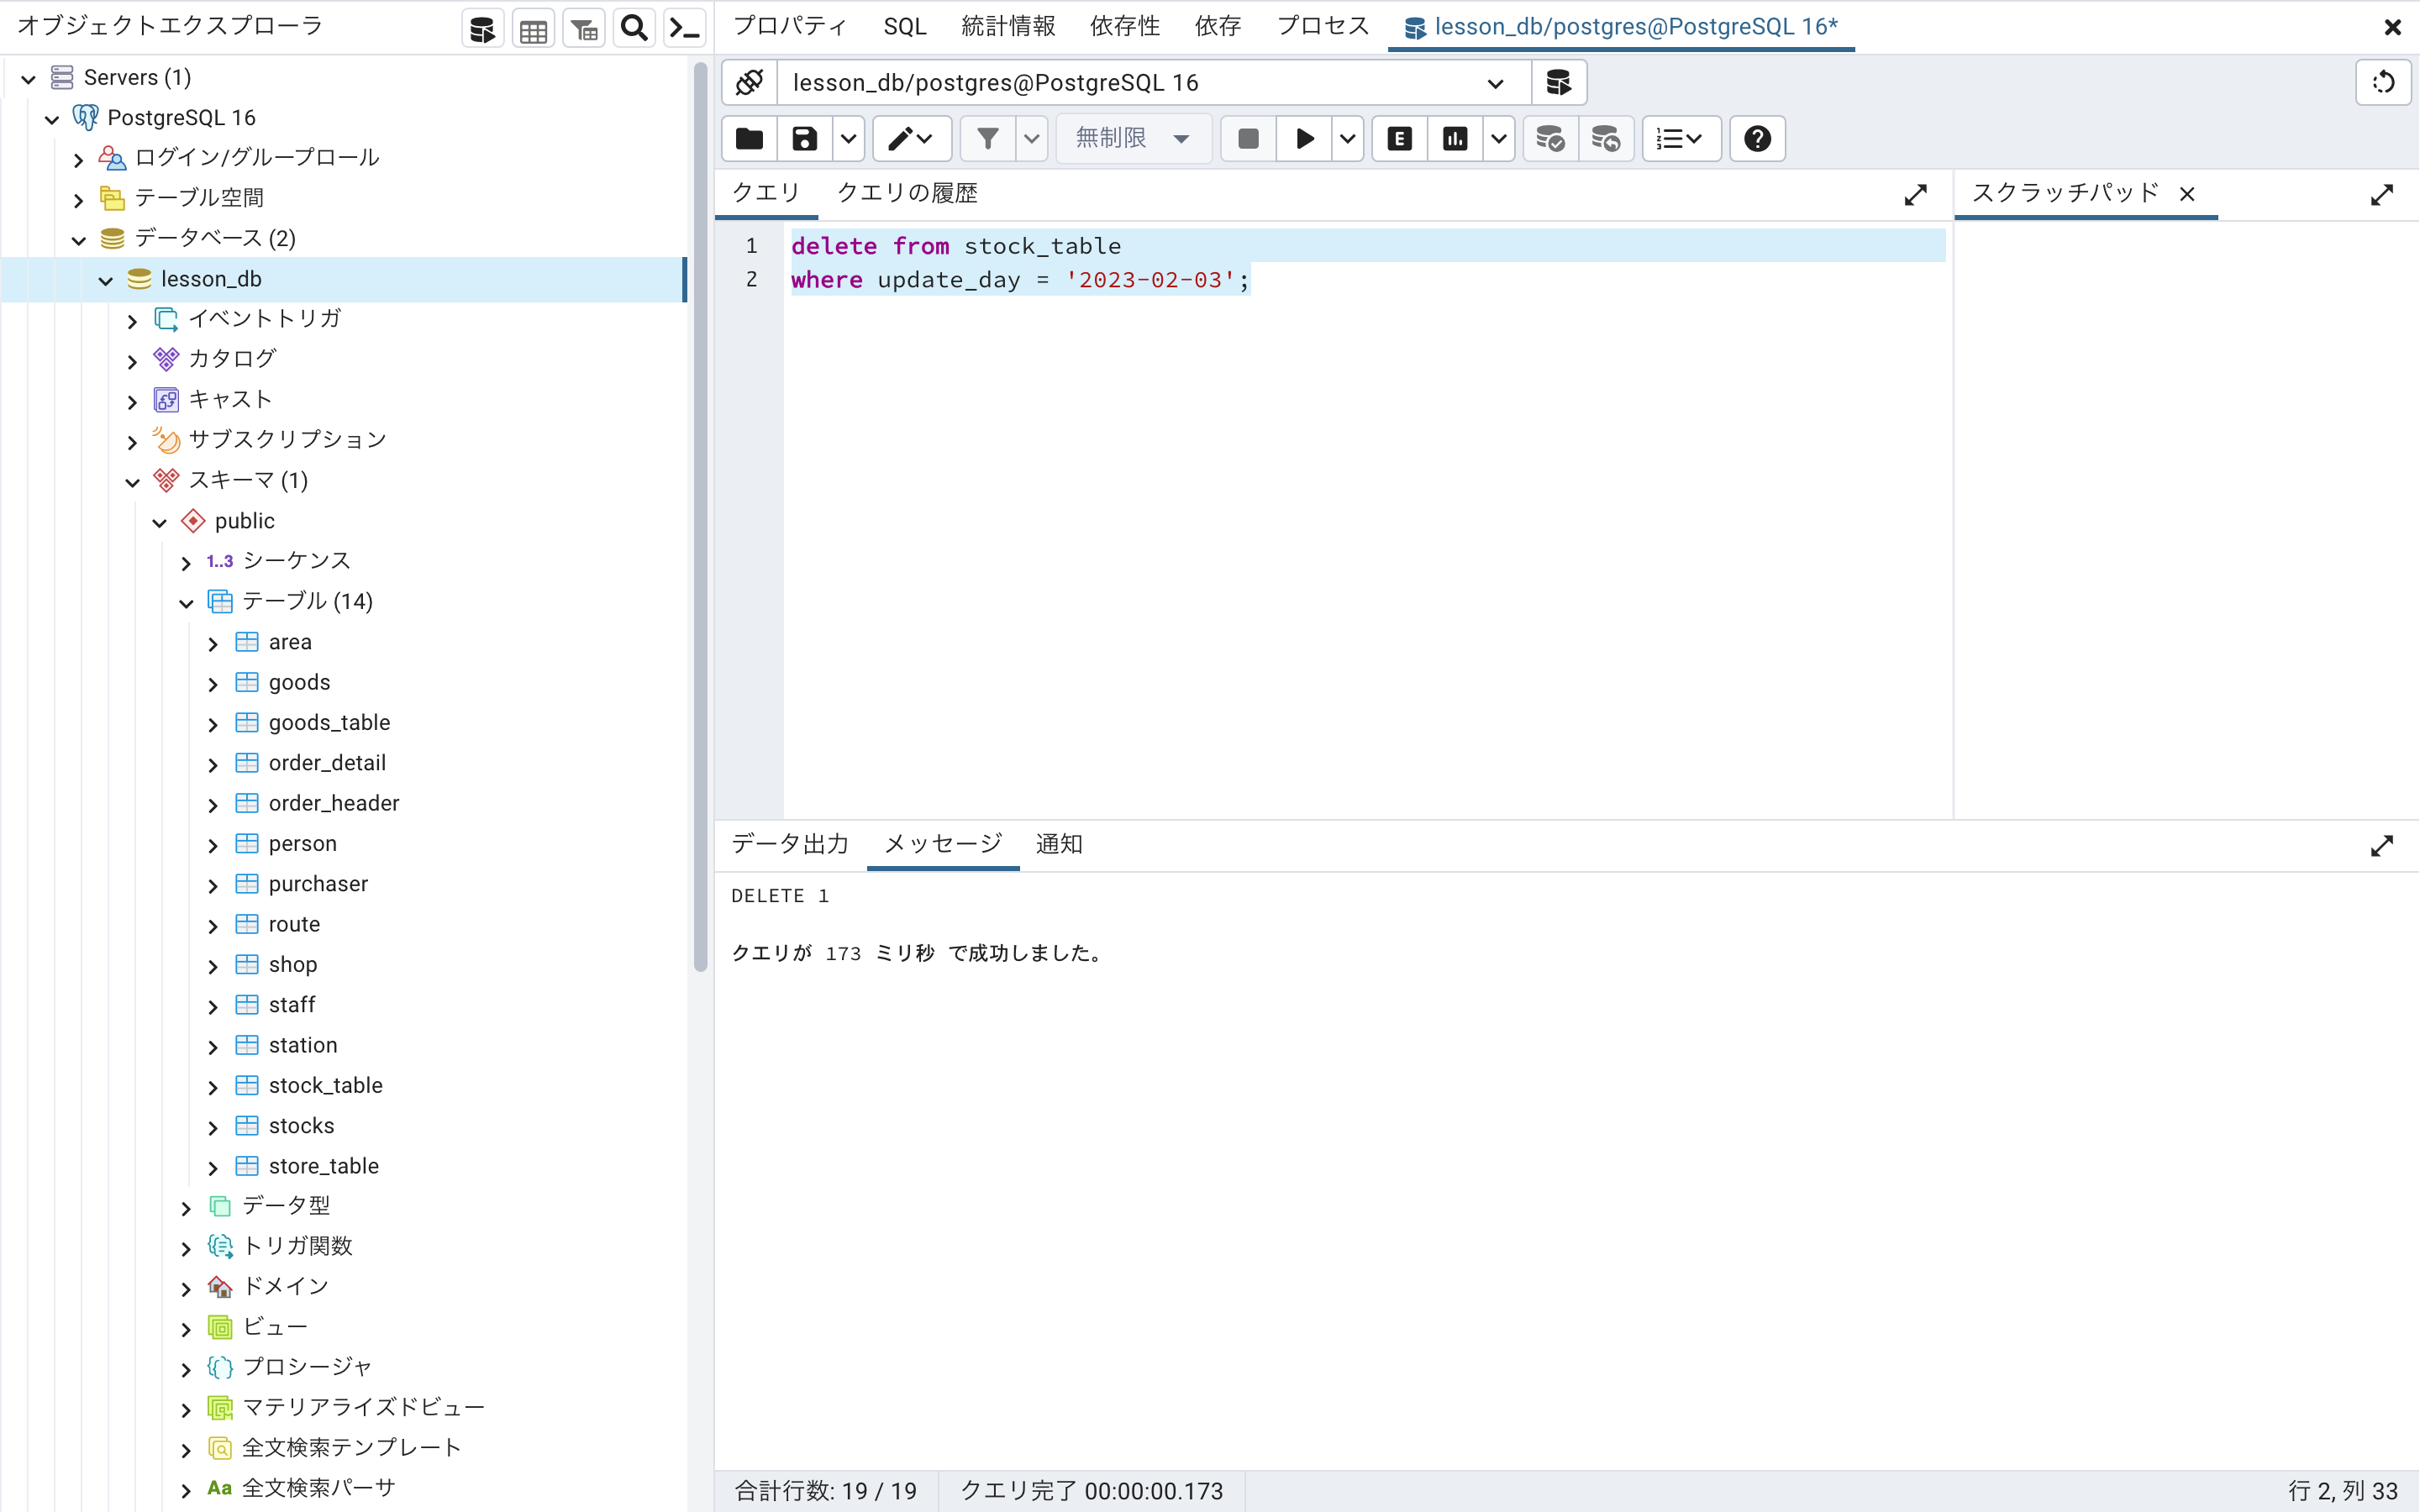 オブジェクトエクスプローラ
Servers (1)
PostgreSQL 16
ログイン/グループロール
テーブル空間
データベース (2)
lesson_db
イベントトリガ
カタログ
キャスト
サブスクリプション
スキーマ (1)
public
1..3 シーケンス
テーブル (14)
area
goods
goods_table
order_detail
order_header
person
purchaser
route
shop
staff
station
stock_table
stocks
store_table
データ型
トリガ関数
ドメイン
ビュー
プロシージャ
マテリアライズドビュー
全文検索テンプレート
Aa 全文検索パーサ
プロパティ SQL 統計情報 依存性 依存 プロセス lesson_db/postgres@PostgreSQL 16*
lesson_db/postgres@PostgreSQL 16
無制限 E
クエリ クエリの履歴
スクラッチパッド
1 delete from stock_table
2 where update_day = '2023-02-03';
データ出力 メッセージ 通知
DELETE 1
クエリが 173 ミリ秒 で成功しました。
合計行数: 19 / 19 クエリ完了 00:00:00.173 行 2, 列 33